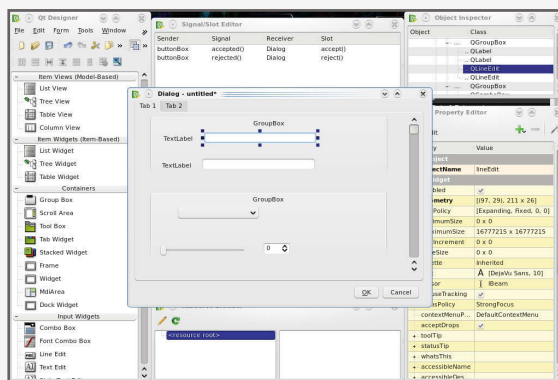 Qt Designer
File Edit Form Tools Window
Item Views (Model-Based)
List View
Tree View
Table View
Column View
Item Widgets (Item-Based)
List Widget
Tree Widget
Table Widget
Containers
Group Box
Scroll Area
Tool Box
Tab Widget
Stacked Widget
Frame
Widget
MdiArea
Dock Widget
Input Widgets
Combo Box
Font Combo Box
Line Edit
Text Edit
Signal/Slot Editor
Sender Signal Receiver Slot
buttonBox accepted() Dialog accept()
buttonBox rejected() Dialog reject()
Dialog - untitled*
Tab 1 Tab 2
GroupBox
TextLabel
TextLabel
GroupBox
0
OK Cancel
<resource root>
Object Inspector
Object Class
QGroupBox
QLabel
QLabel
QLineEdit
QLineEdit
QGroupBox
Property Editor
Value
lineEdit
[(97, 29), 211 x 26]
[Expanding, Fixed, 0, 0]
0 x 0
16777215 x 16777215
0 x 0
0 x 0
Inherited
A [DejaVu Sans, 10]
IBeam
StrongFocus
contextMenuP... DefaultContextMenu
acceptDrops
toolTip
statusTip
whatsThis
accessibleName
accessibleDes